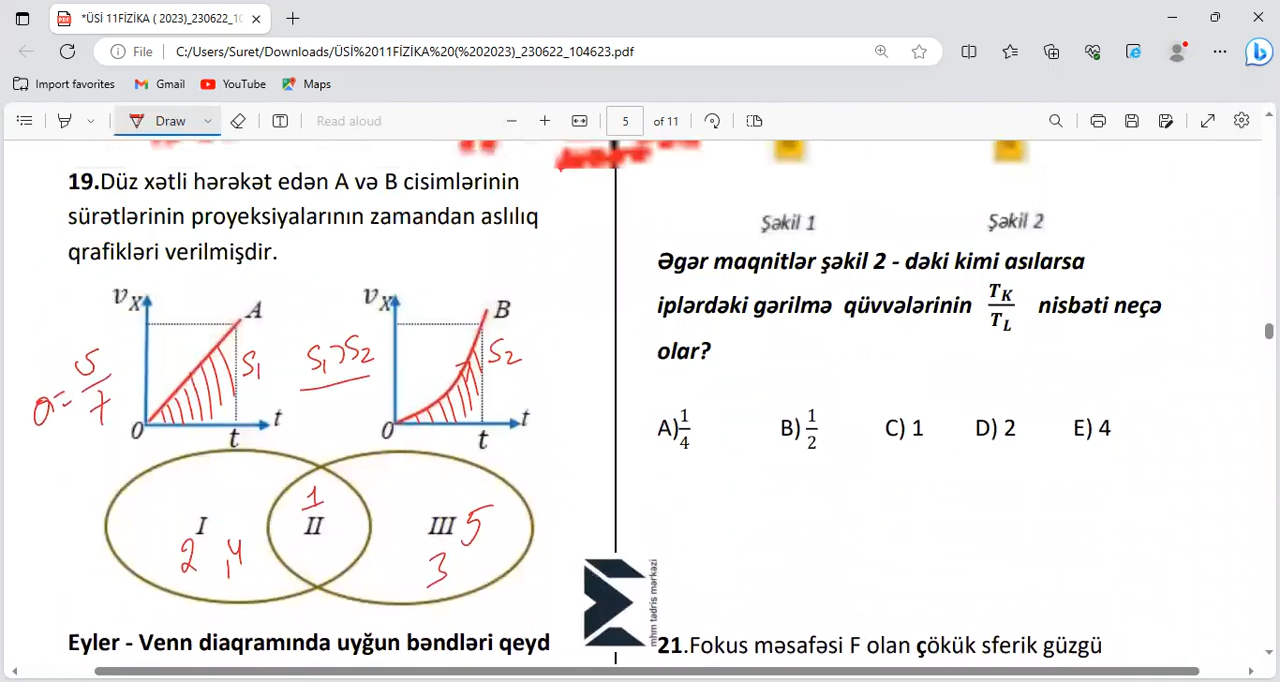 *ÜSİ 11FİZİKA ( 2023)_230622_10
File
C:/Users/Suret/Downloads/ÜSİ%2011FİZİKA%20(%202023)_230622_104623.pdf
Import favorites
Gmail
YouTube
Maps
Draw
Read aloud
5
of 11
19.Düz xətli hərəkət edən A və B cisimlərinin
sürətlərinin proyeksiyalarının zamandan aslılıq
qrafikləri verilmişdir.
v_X
A
S₁
0
t
t
a=
v_X
B
S₂
0
t
t
S₁>S₂
I
2,4
1
II
III 5
3
Eyler - Venn diaqramında uyğun bəndləri qeyd
Şəkil 1
Şəkil 2
Əgər maqnitlər şəkil 2 - dəki kimi asılarsa
iplərdəki gərilmə qüvvələrinin T_K/T_L nisbəti neçə
olar?
A) 1/4 B) 1/2 C) 1 D) 2 E) 4
mhm tədris mərkəzi
21.Fokus məsafəsi F olan çökük sferik güzgü